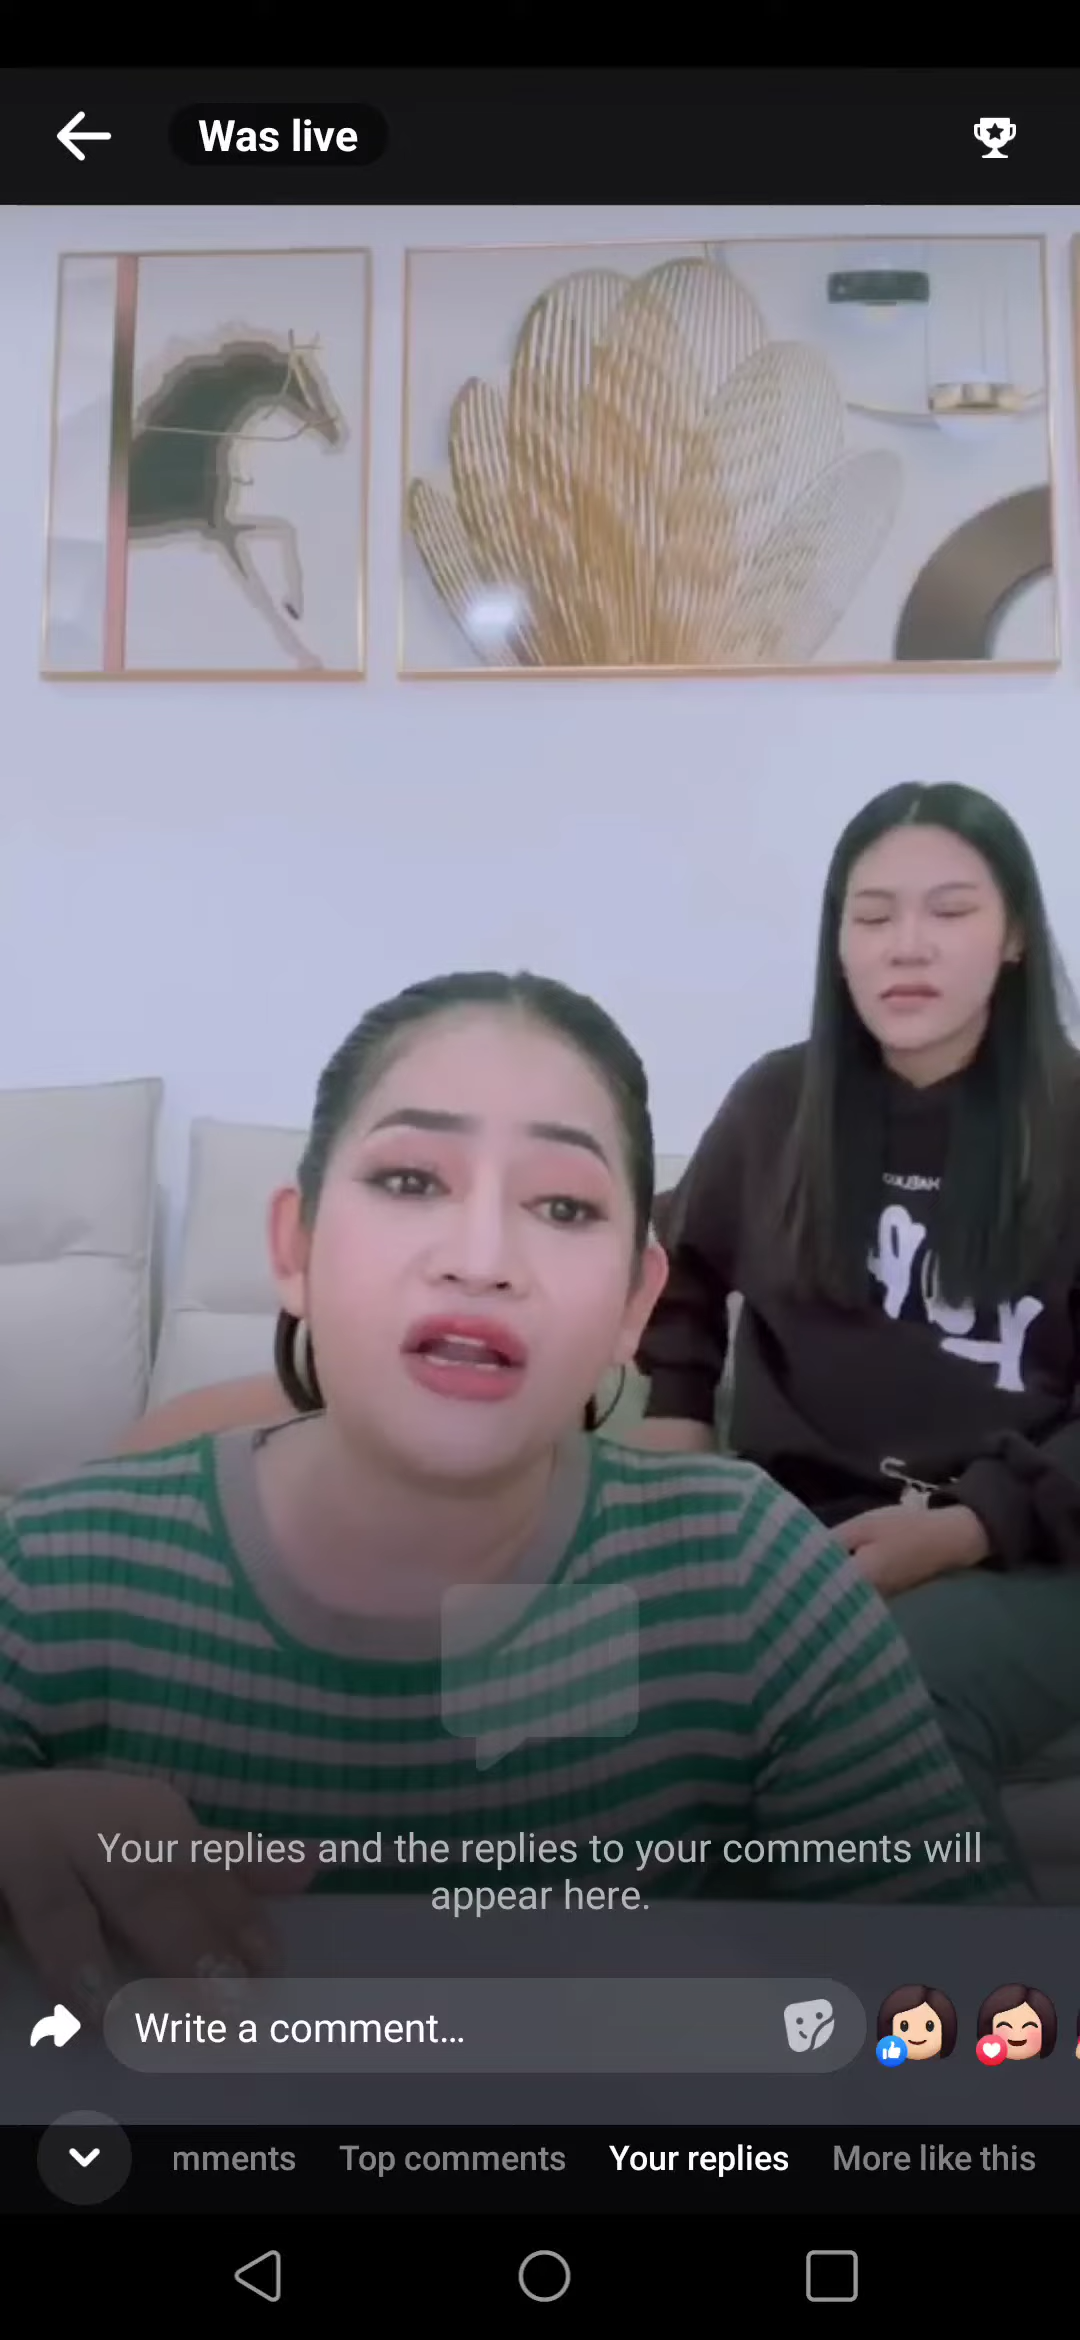 Was live
Your replies and the replies to your comments will
appear here.
Write a comment...
mments Top comments Your replies More like this